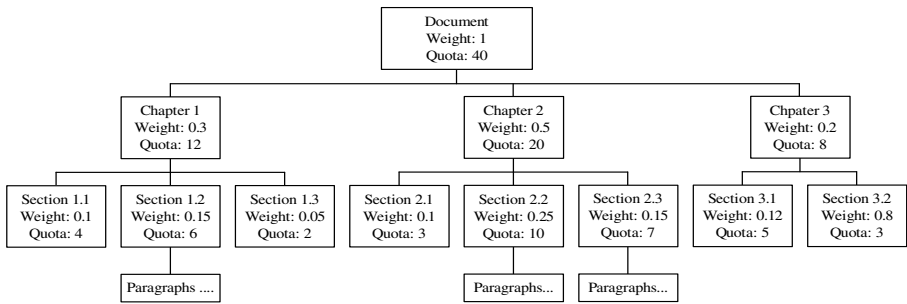 Document
Weight: 1
Quota: 40
Chapter 1
Weight: 0.3
Quota: 12
Chapter 2
Weight: 0.5
Quota: 20
Chpater 3
Weight: 0.2
Quota: 8
Section 1.1
Weight: 0.1
Quota: 4
Section 1.2
Weight: 0.15
Quota: 6
Section 1.3
Weight: 0.05
Quota: 2
Section 2.1
Weight: 0.1
Quota: 3
Section 2.2
Weight: 0.25
Quota: 10
Section 2.3
Weight: 0.15
Quota: 7
Section 3.1
Weight: 0.12
Quota: 5
Section 3.2
Weight: 0.8
Quota: 3
Paragraphs ....
Paragraphs...
Paragraphs...